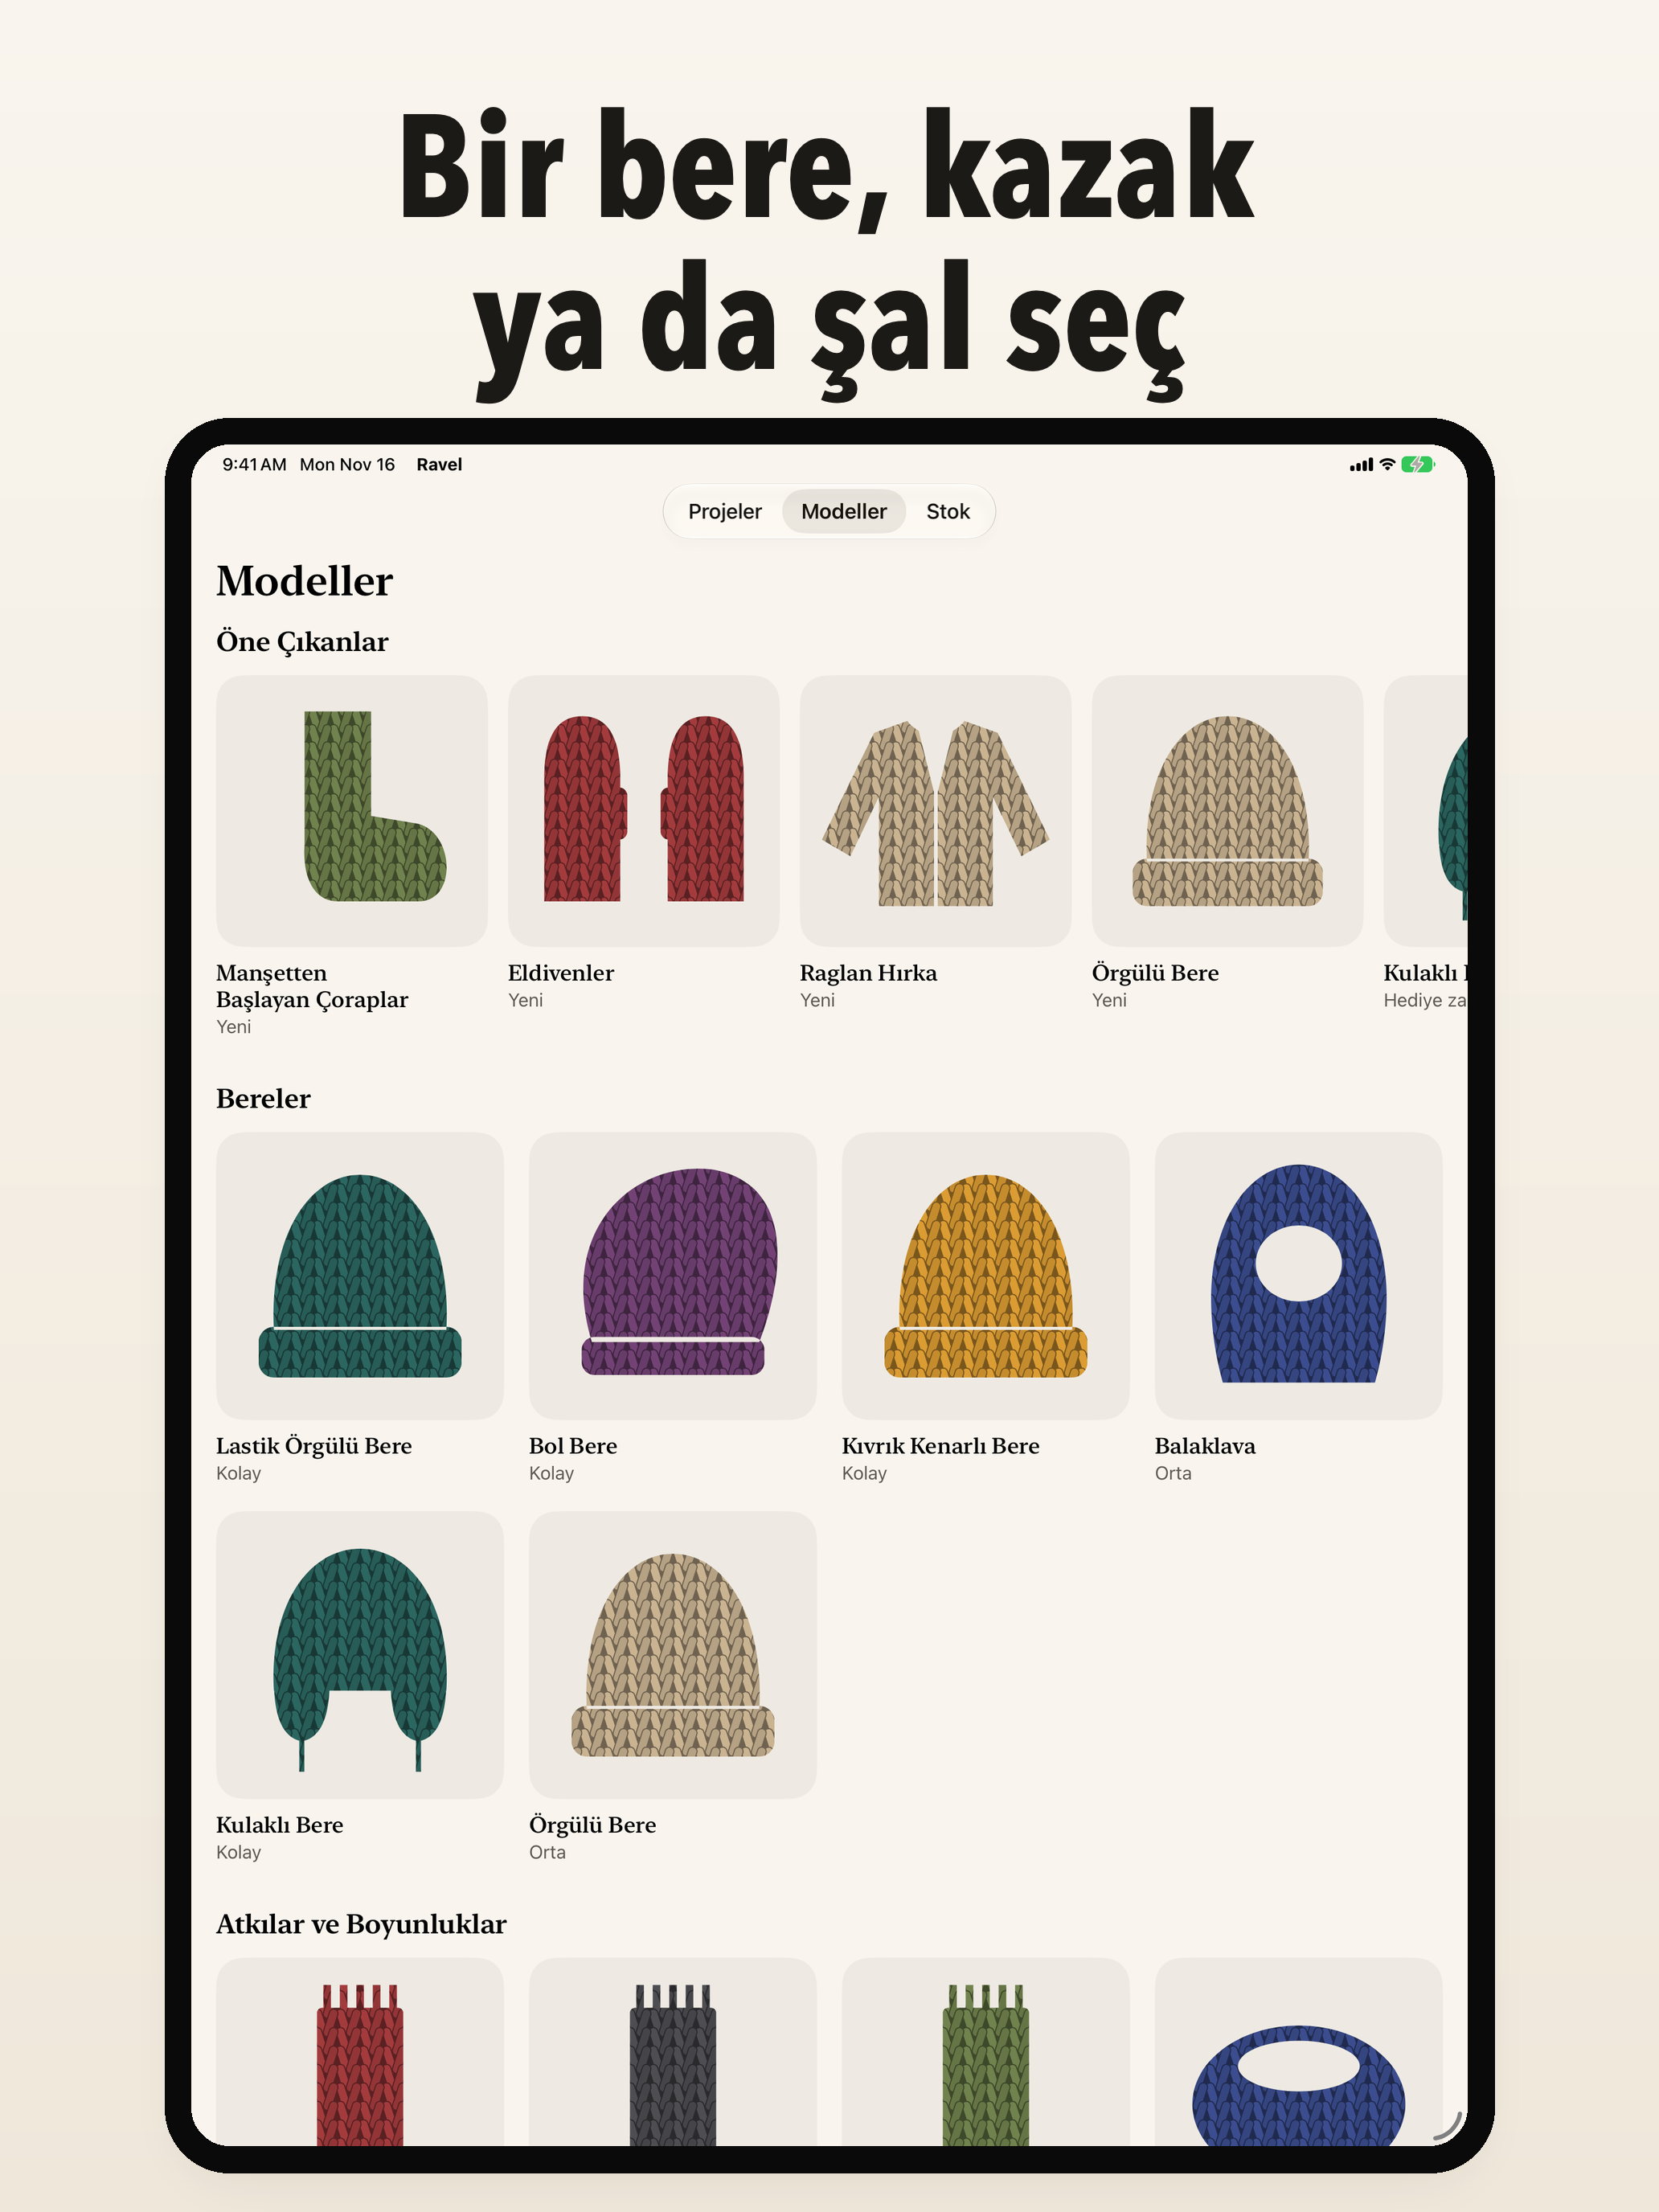 Bir bere, kazak
ya da şal seç
9:41 AM Mon Nov 16 Ravel
Projeler Modeller Stok
Modeller
Öne Çıkanlar
Manşetten
Başlayan Çoraplar
Yeni
Eldivenler
Yeni
Raglan Hırka
Yeni
Örgülü Bere
Yeni
Kulaklı
Hediye
Bereler
Lastik Örgülü Bere
Kolay
Bol Bere
Kolay
Kıvrık Kenarlı Bere
Kolay
Balaklava
Orta
Kulaklı Bere
Kolay
Örgülü Bere
Orta
Atkılar ve Boyunluklar